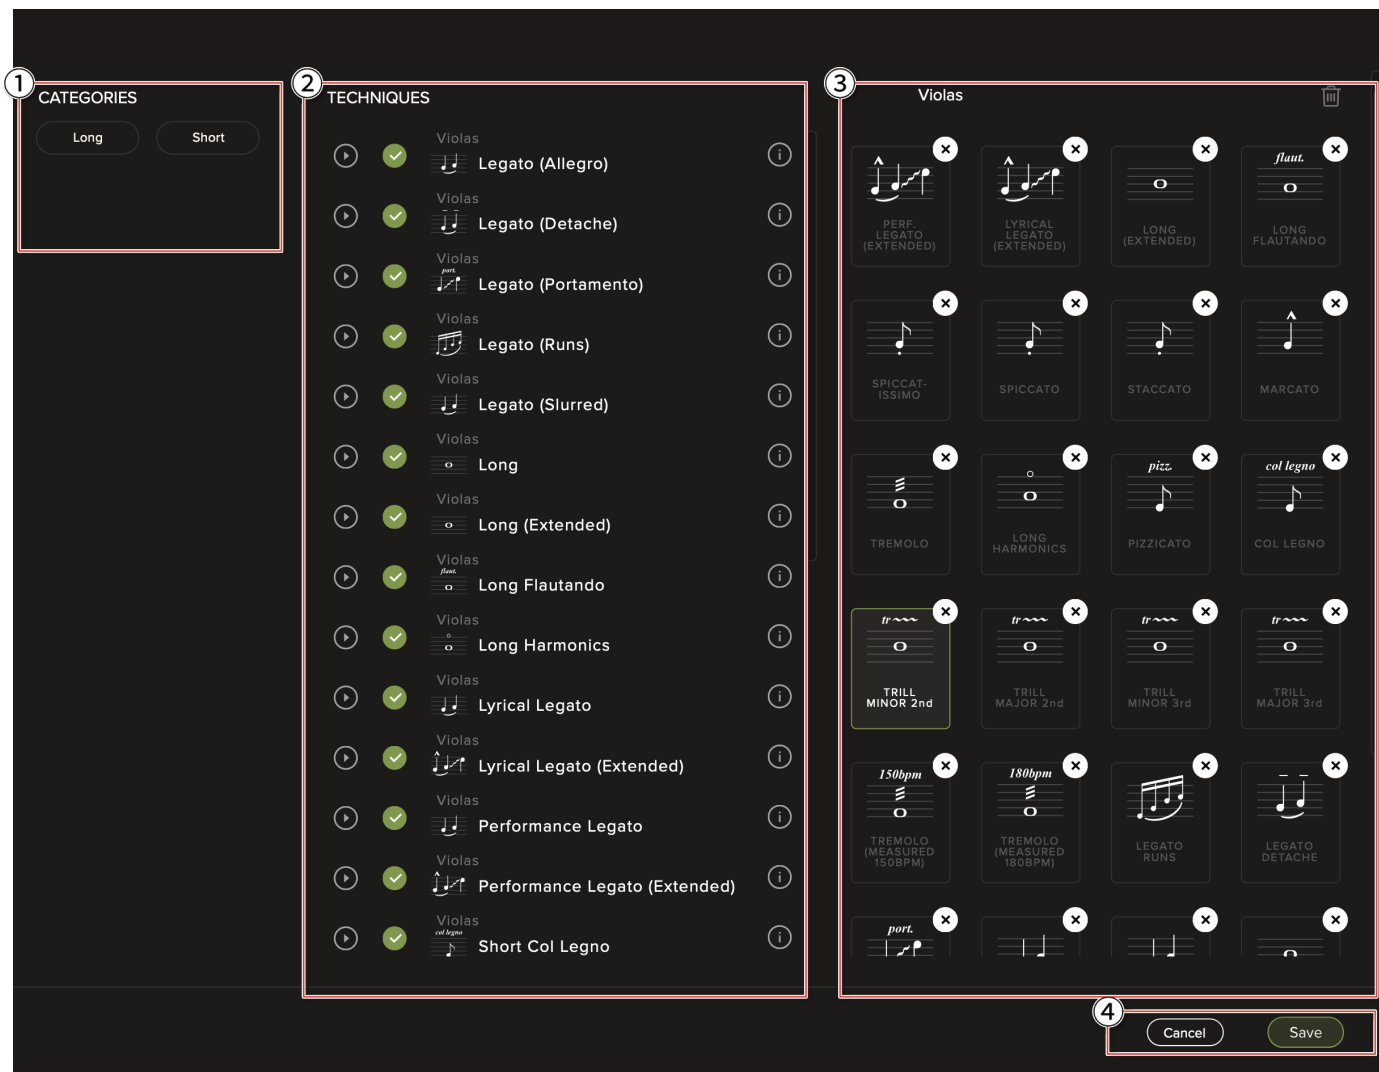 1
CATEGORIES
Long
Short
2
TECHNIQUES
Violas
Legato (Allegro)
Violas
Legato (Detache)
Violas
port.
Legato (Portamento)
Violas
Legato (Runs)
Violas
Legato (Slurred)
Violas
Long
Violas
Long (Extended)
Violas
flaut.
Long Flautando
Violas
Long Harmonics
Violas
Lyrical Legato
Violas
Lyrical Legato (Extended)
Violas
Performance Legato
Violas
Performance Legato (Extended)
Violas
col legno
Short Col Legno
3
Violas
PERF.
LEGATO
(EXTENDED)
LYRICAL
LEGATO
(EXTENDED)
LONG
(EXTENDED)
flaut.
LONG
FLAUTANDO
SPICCAT-
ISSIMO
SPICCATO
STACCATO
MARCATO
TREMOLO
LONG
HARMONICS
pizz.
PIZZICATO
col legno
COL LEGNO
tr
TRILL
MINOR 2nd
tr
TRILL
MAJOR 2nd
tr
TRILL
MINOR 3rd
tr
TRILL
MAJOR 3rd
150bpm
TREMOLO
(MEASURED
150BPM)
180bpm
TREMOLO
(MEASURED
180BPM)
LEGATO
RUNS
LEGATO
DETACHE
port.
4
Cancel
Save